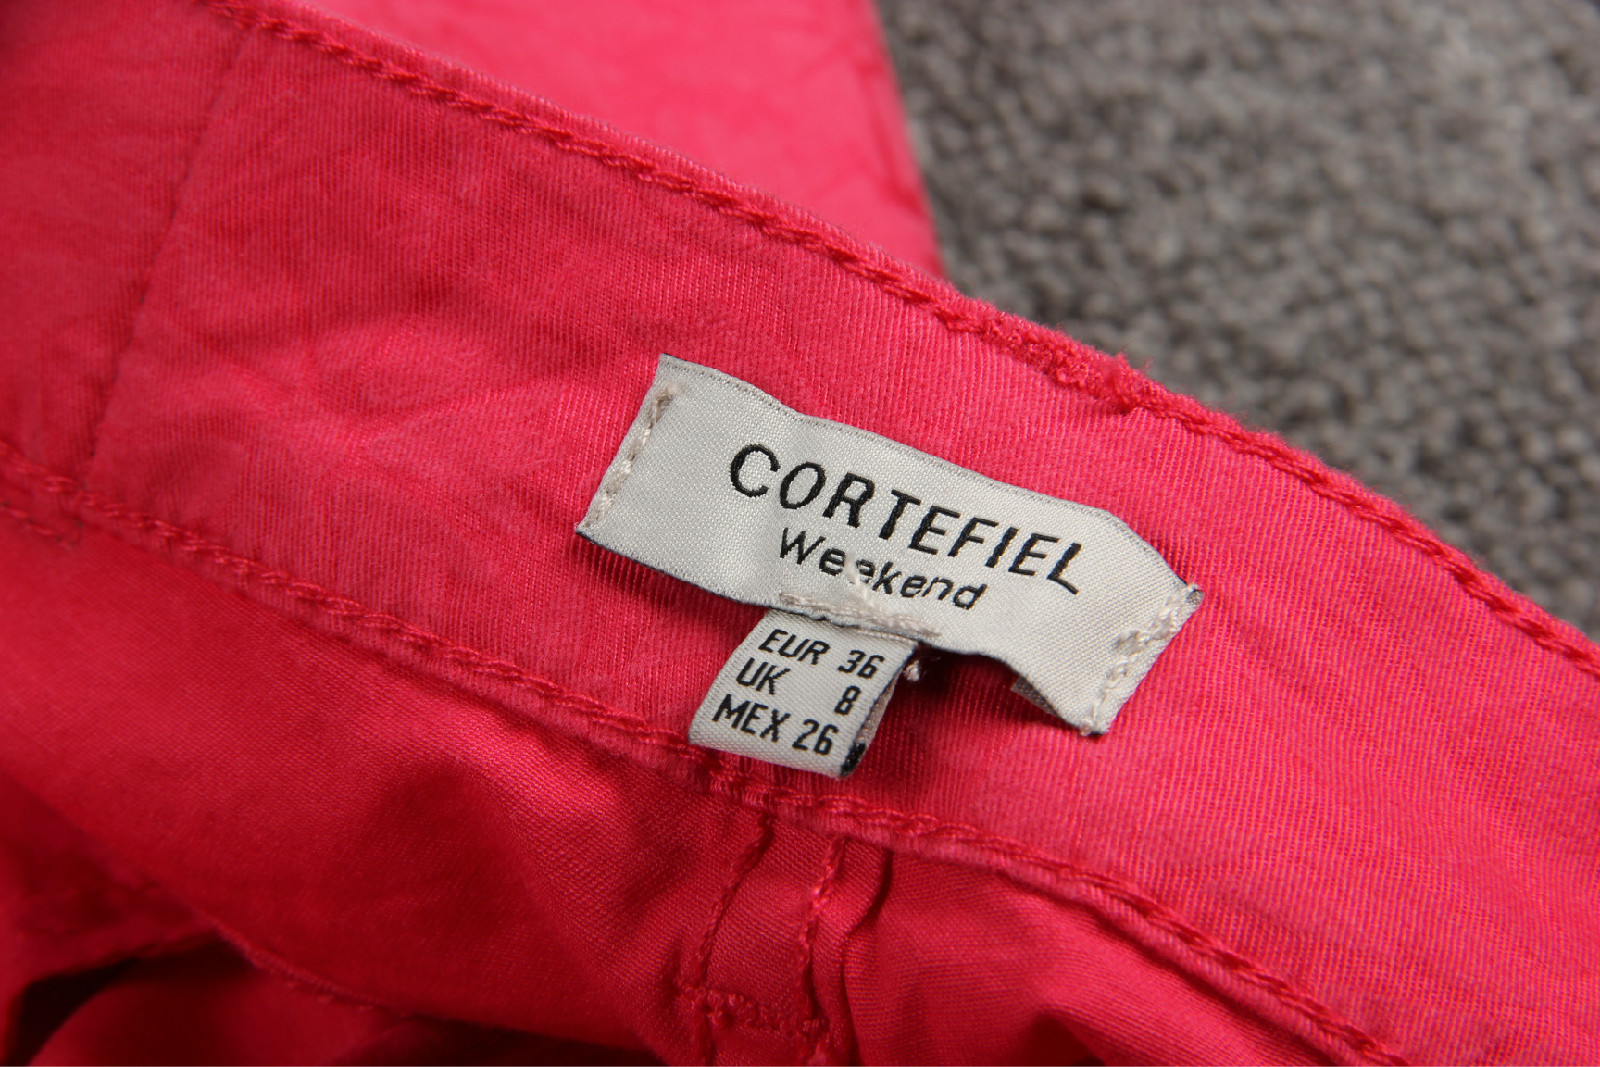 CORTEFIEL
Weekend
EUR 36
UK 8
MEX 26